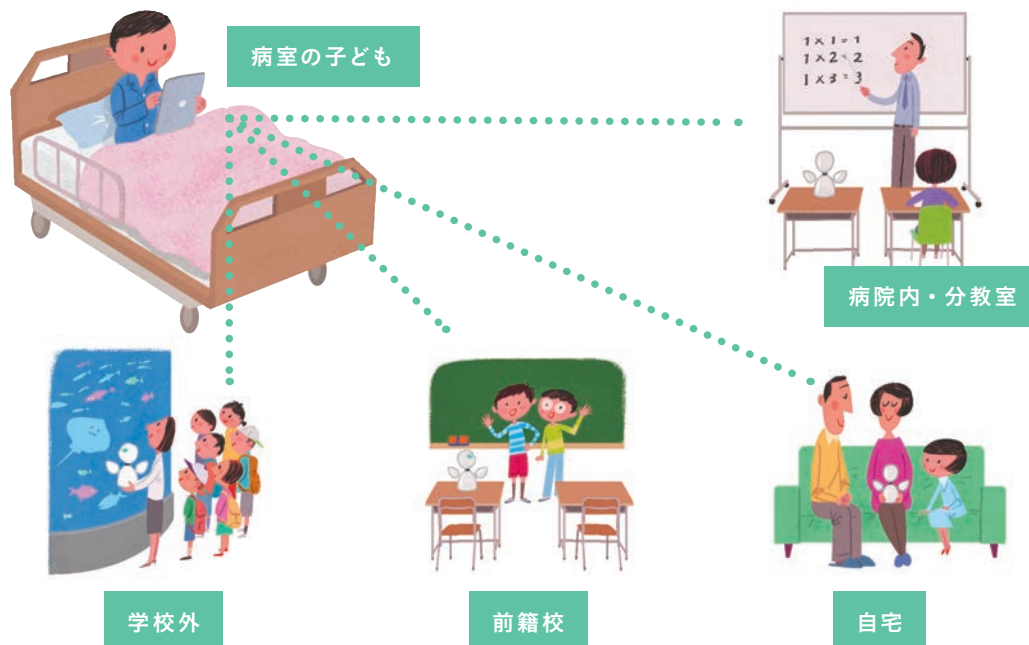 病室の子ども
1×1=1
1×2=2
1×3=3
病院内・分教室
学校外
前籍校
自宅